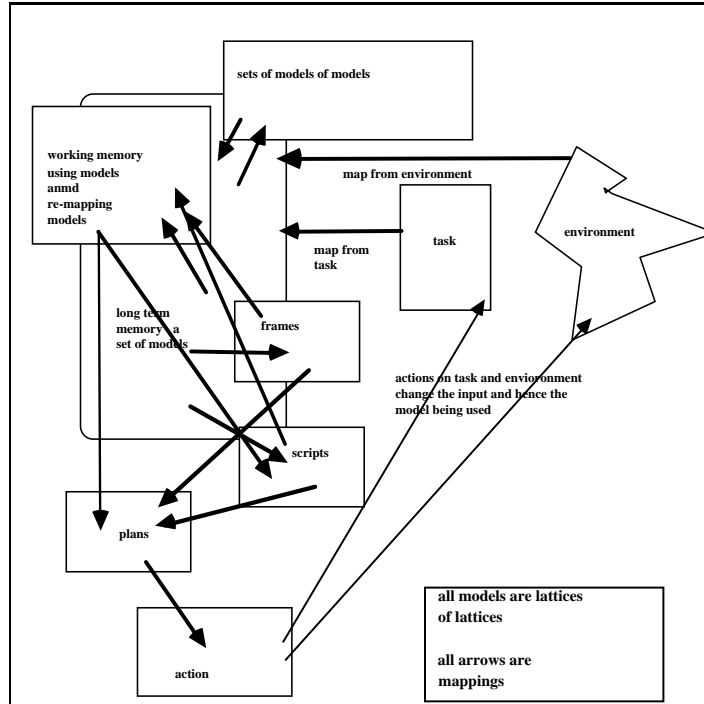 sets of models of models
working memory
using models
anmd
re-mapping
models
map from environment
task
environment
map from
task
long term
memory - a
set of models
frames
actions on task and envioronment
change the input and hence the
model being used
scripts
plans
action
all models are lattices
of lattices
all arrows are
mappings